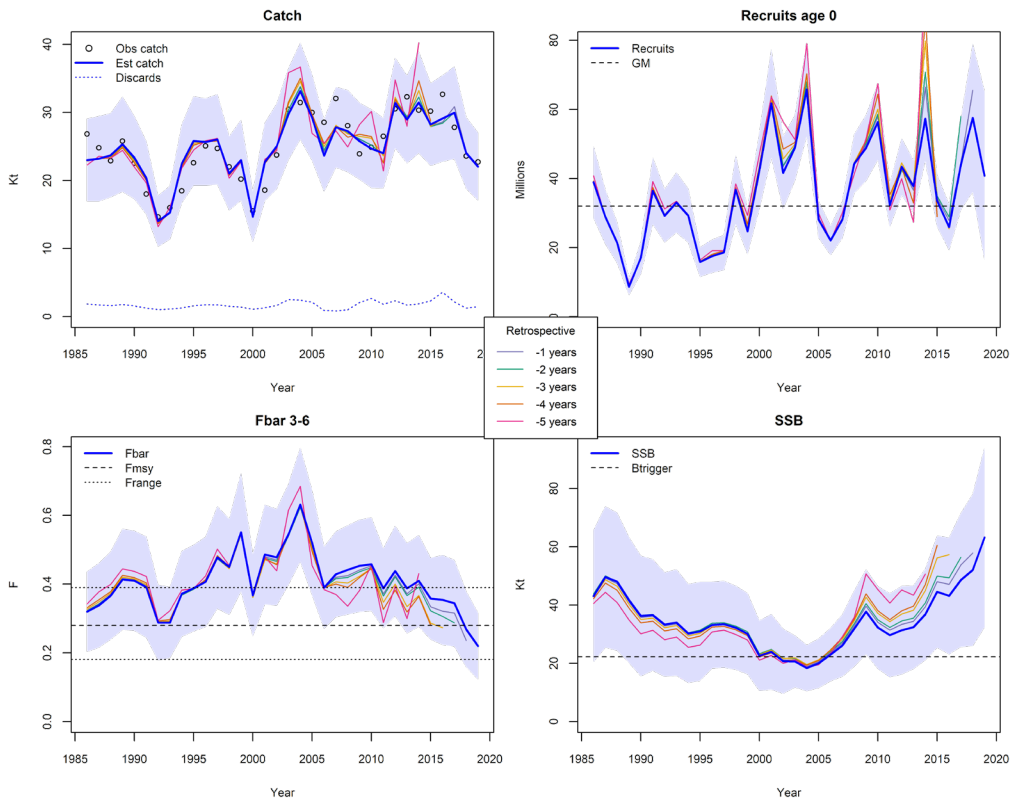 Catch
Obs catch
Est catch
Discards
Kt
0
10
20
30
40
1985 1990 1995 2000 2005 2010 2015 20
Year
Recruits age 0
Recruits
GM
Millions
20
40
60
80
1985 1990 1995 2000 2005 2010 2015 2020
Year
Retrospective
-1 years
-2 years
-3 years
-4 years
-5 years
Fbar 3-6
Fbar
Fmsy
Frange
F
0.0
0.2
0.4
0.6
0.8
1985 1990 1995 2000 2005 2010 2015 2020
Year
SSB
SSB
Btrigger
Kt
0
20
40
60
80
1985 1990 1995 2000 2005 2010 2015 2020
Year